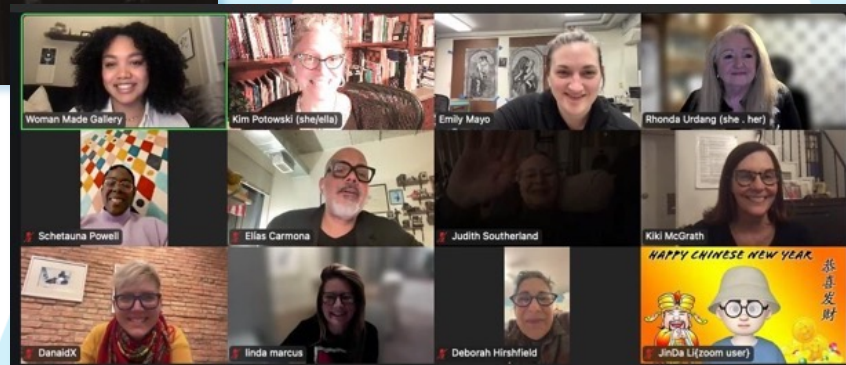 Woman Made Gallery
Kim Potowski (she/ella)
Emily Mayo
Rhonda Urdang (she . her)
Schetauna Powell
Elías Carmona
Judith Southerland
Kiki McGrath
HAPPY CHINESE NEW YEAR
恭喜发财
DanaidX
linda marcus
Deborah Hirshfield
JinDa Li{zoom user}